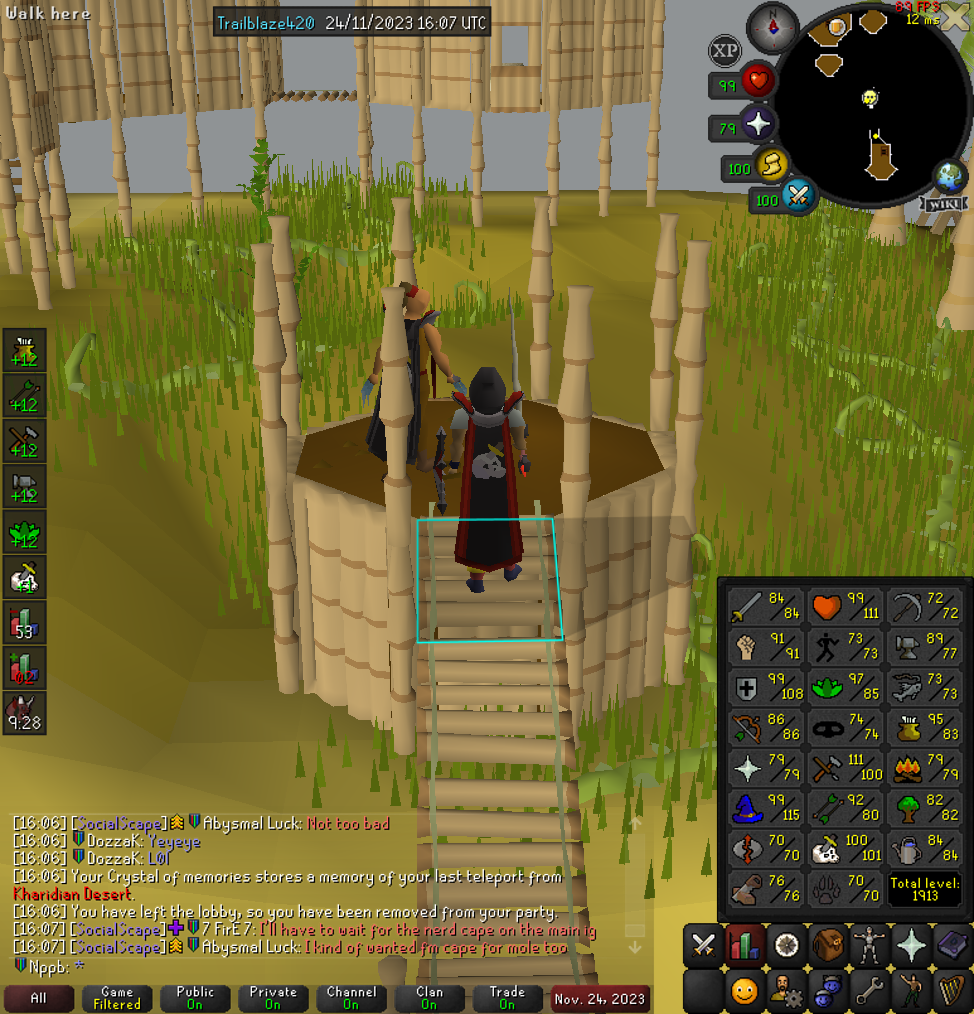 Walk here
Trailblaze420 24/11/2023 16:07 UTC
69 FPS
12 ms
N
XP
99
79
100
100
WIKI
+12
+12
+12
+12
+12
+1
53
9:28
84/84 99/111 72/72
91/91 73/73 89/77
99/108 97/85 73/73
86/86 74/74 95/83
79/79 111/100 79/79
99/115 92/80 82/82
70/70 100/101 84/84
76/76 70/70 Total level: 1913
[16:06] [SocialScape] Abysmal Luck: Not too bad
[16:06] DozzaK: Yeyeye
[16:06] DozzaK: L0l
[16:06] Your Crystal of memories stores a memory of your last teleport from
Kharidian Desert.
[16:06] You have left the lobby, so you have been removed from your party.
[16:07] [SocialScape] 7 FirE 7: I'll have to wait for the nerd cape on the main ig
[16:07] [SocialScape] Abysmal Luck: I kind of wanted fm cape for mole too
Nppb: *
All
Game Filtered
Public On
Private On
Channel On
Clan On
Trade On
Nov. 24, 2023